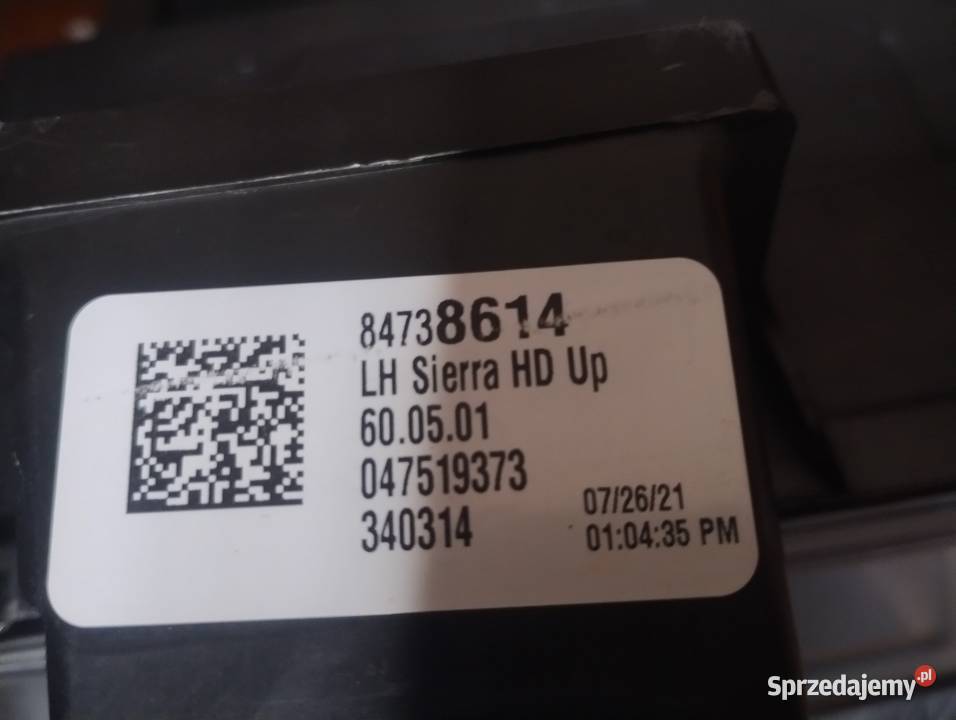 84738614
LH Sierra HD Up
60.05.01
047519373
340314
07/26/21
01:04:35 PM
Sprzedajemy.pl